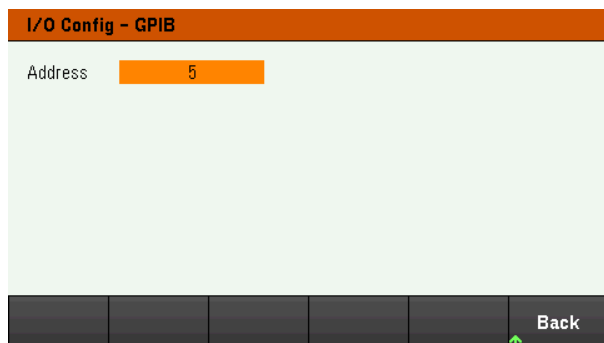 I/O Config – GPIB
Address 5
Back